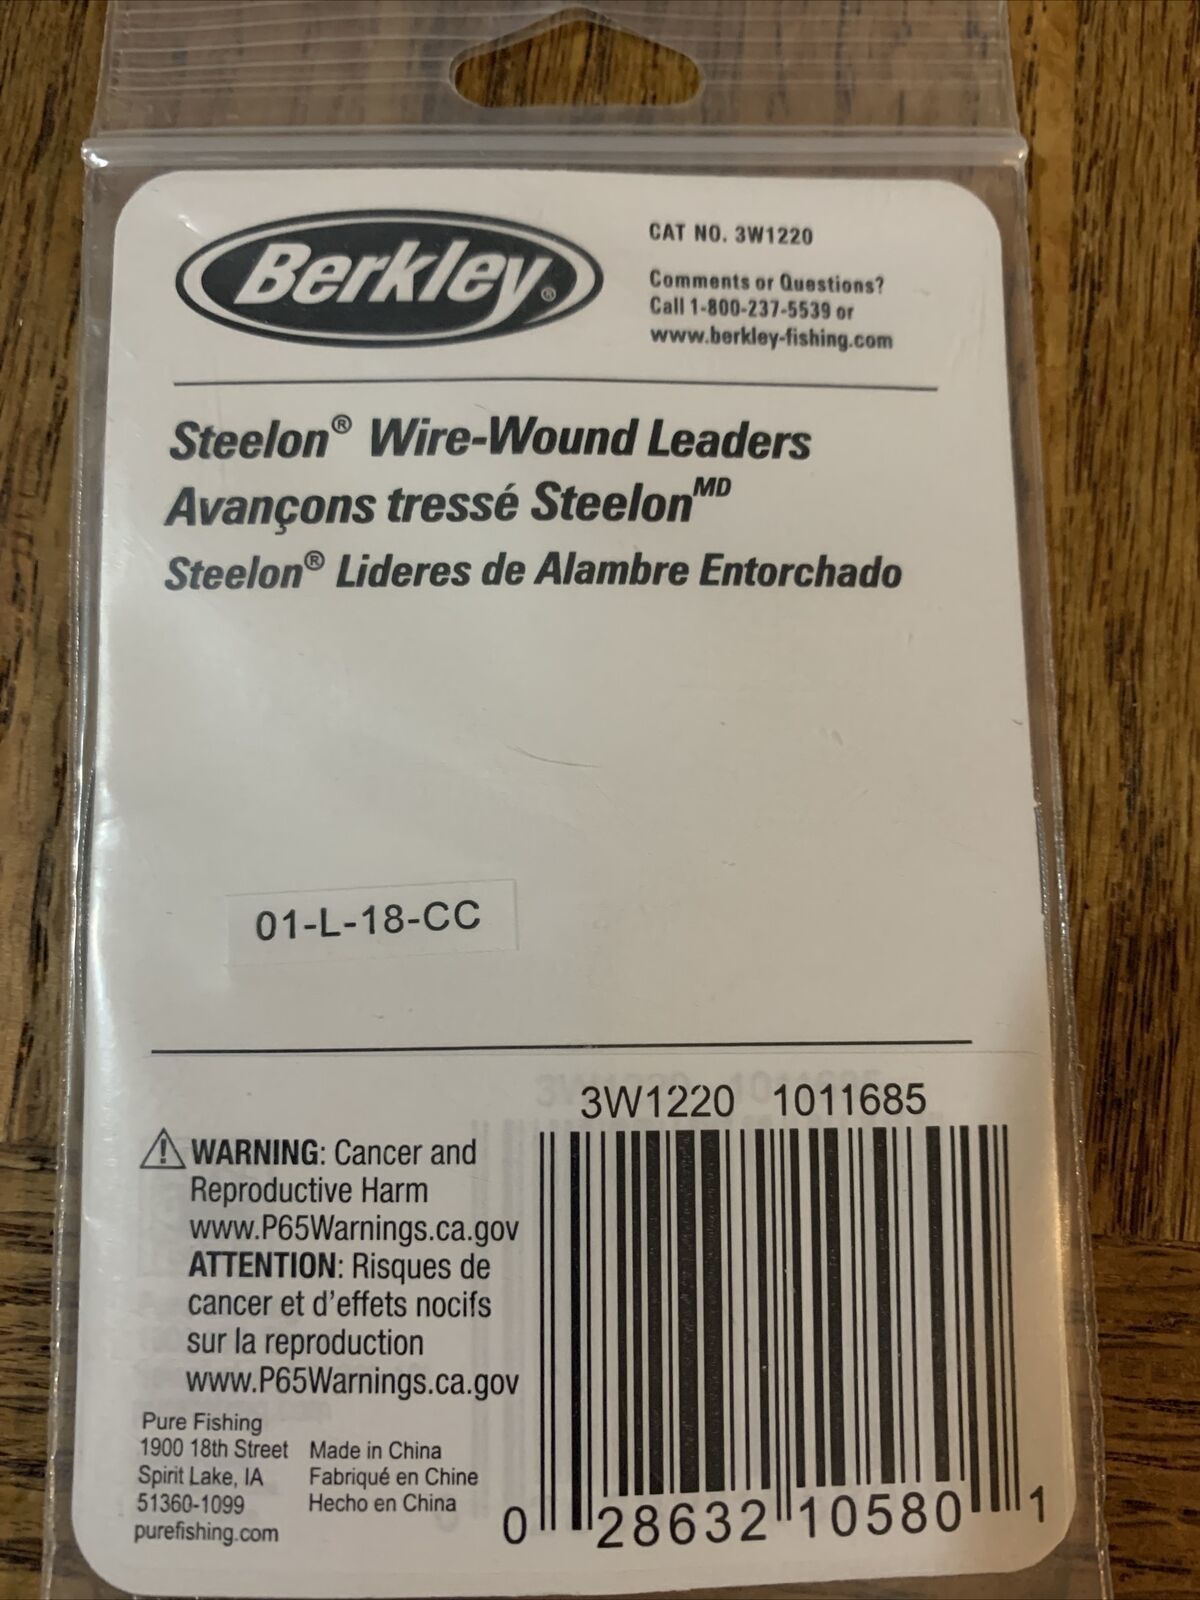 Berkley®
CAT NO. 3W1220
Comments or Questions?
Call 1-800-237-5539 or
www.berkley-fishing.com
Steelon® Wire-Wound Leaders
Avançons tressé Steelon MD
Steelon® Lideres de Alambre Entorchado
01-L-18-CC
3W1220 1011685
WARNING: Cancer and
Reproductive Harm
www.P65Warnings.ca.gov
ATTENTION: Risques de
cancer et d'effets nocifs
sur la reproduction
www.P65Warnings.ca.gov
Pure Fishing
1900 18th Street
Spirit Lake, IA
51360-1099
purefishing.com
Made in China
Fabriqué en Chine
Hecho en China
0 28632 10580 1